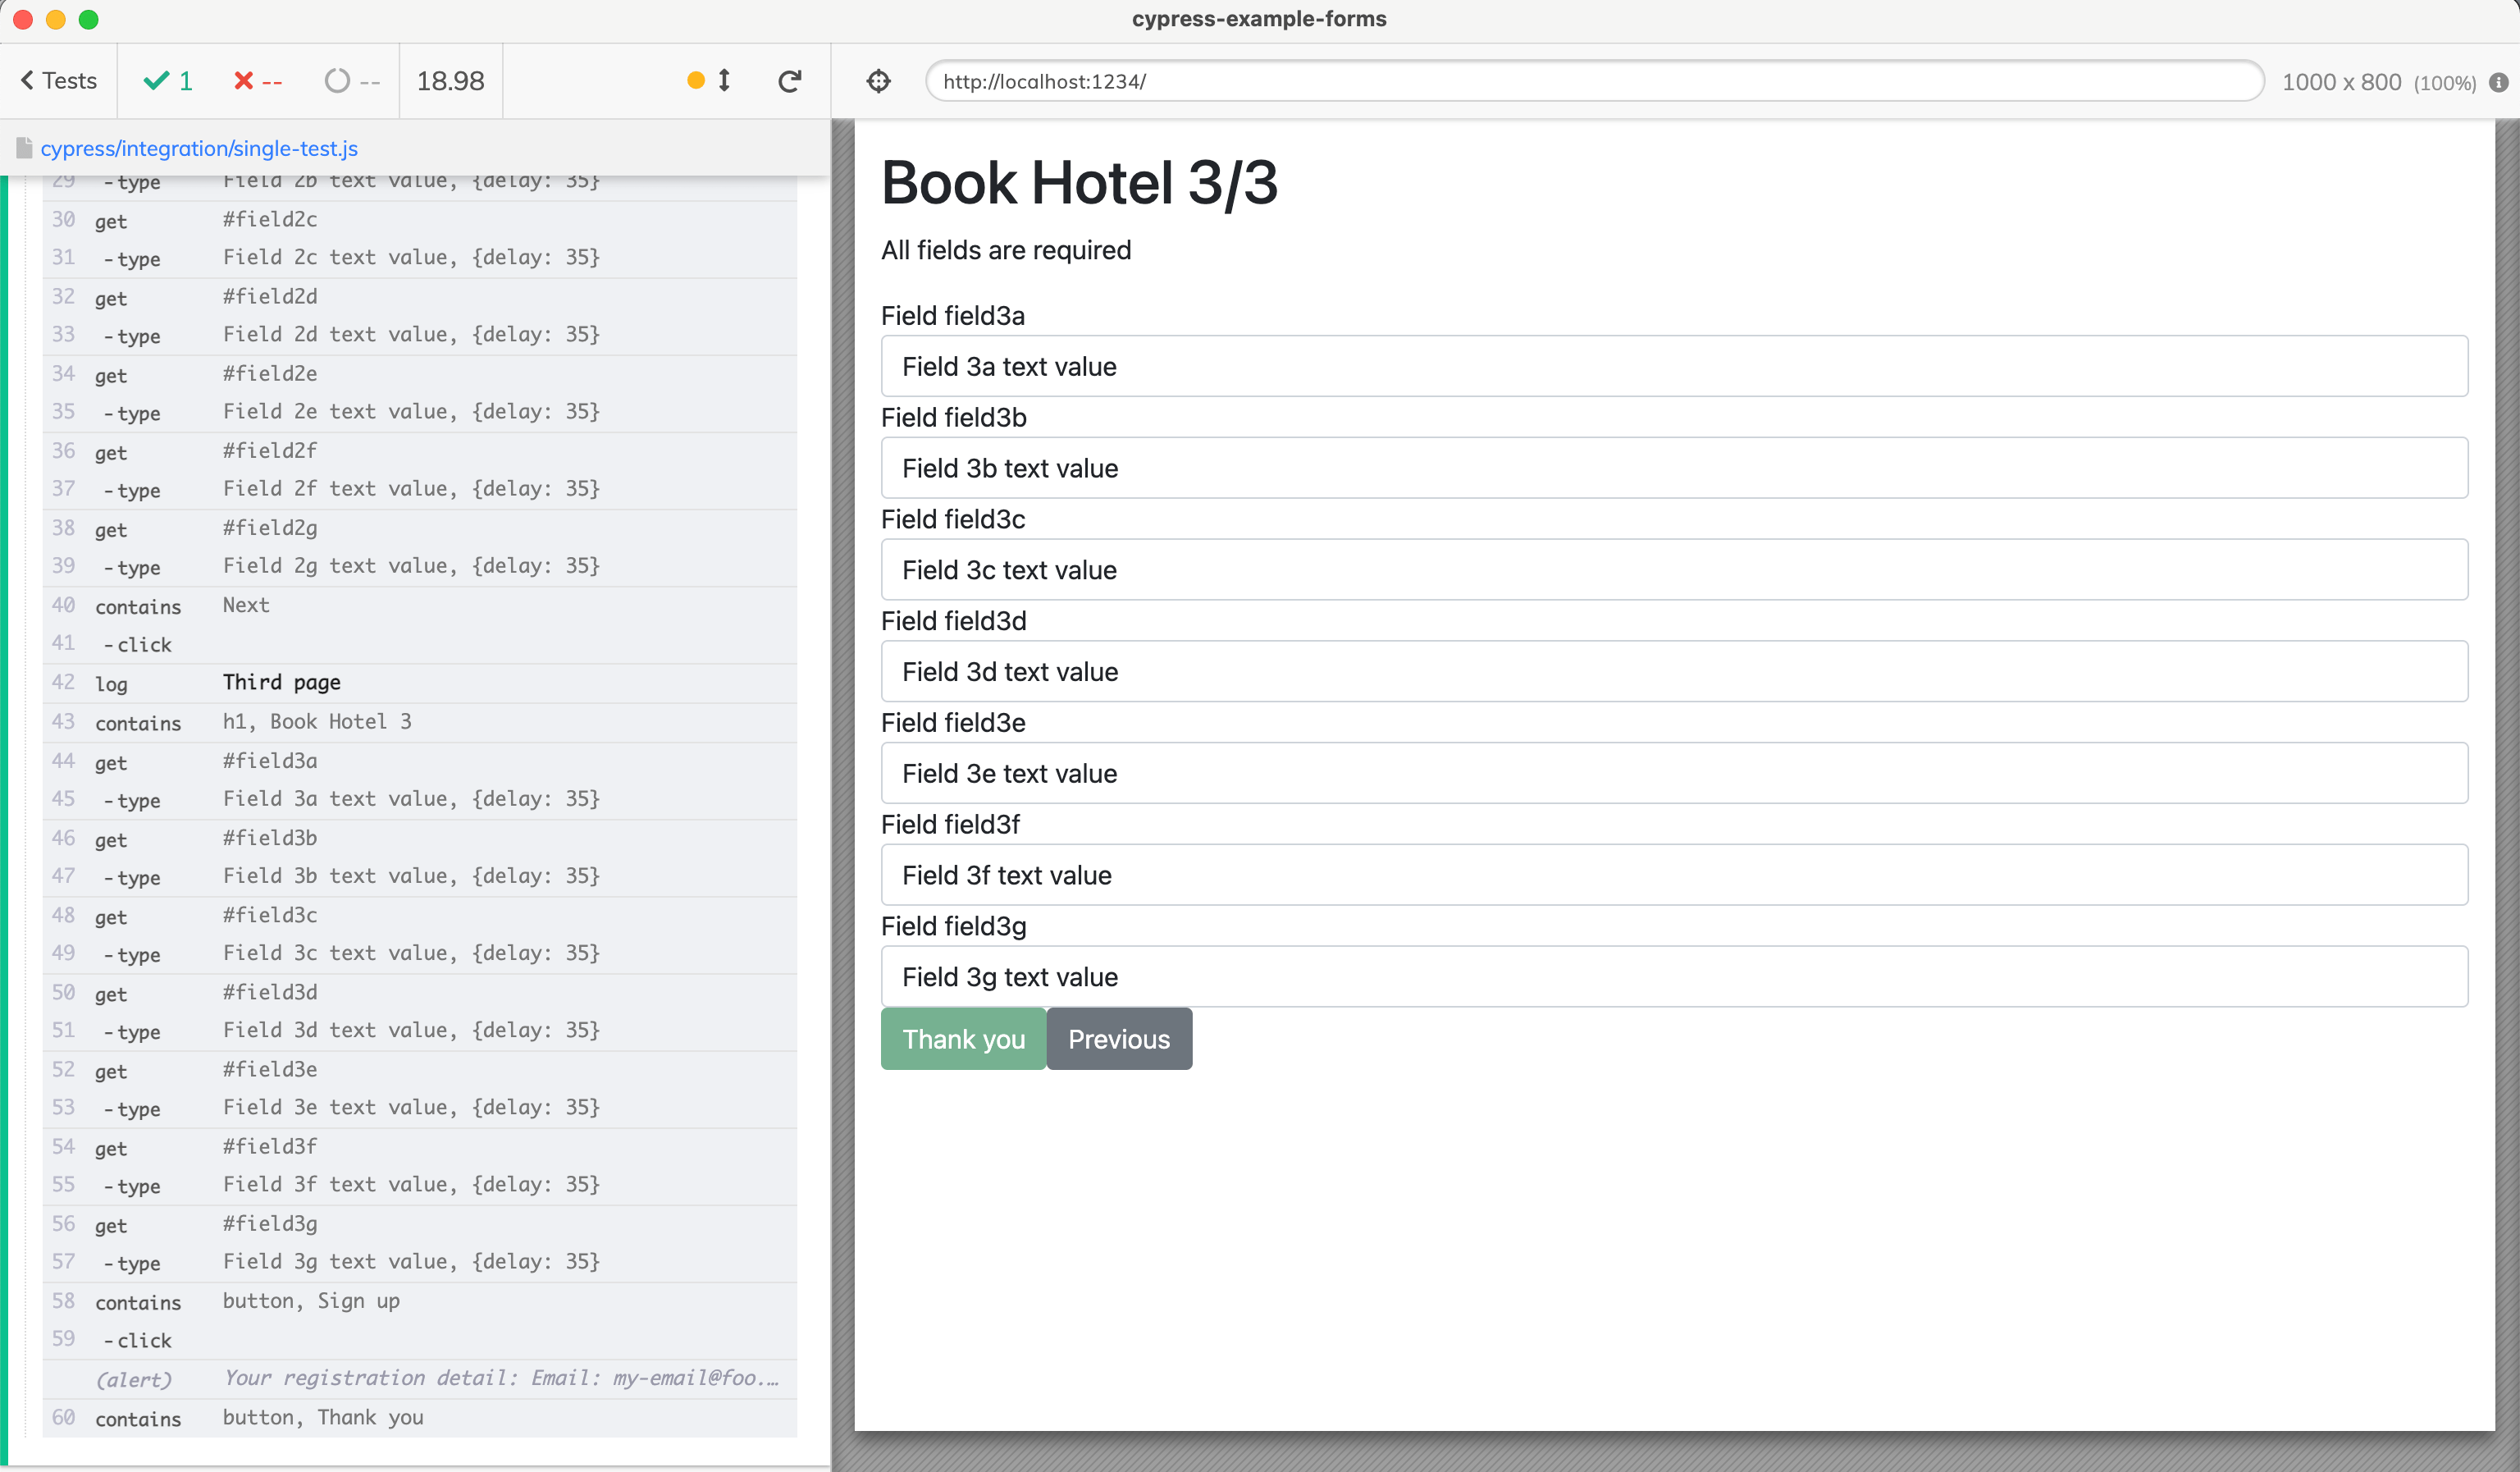 cypress-example-forms
Tests 1 -- -- 18.98
http://localhost:1234/ 1000 x 800 (100%)
cypress/integration/single-test.js
29 -type Field 2b text value, {delay: 35}
30 get #field2c
31 -type Field 2c text value, {delay: 35}
32 get #field2d
33 -type Field 2d text value, {delay: 35}
34 get #field2e
35 -type Field 2e text value, {delay: 35}
36 get #field2f
37 -type Field 2f text value, {delay: 35}
38 get #field2g
39 -type Field 2g text value, {delay: 35}
40 contains Next
41 -click
42 log Third page
43 contains h1, Book Hotel 3
44 get #field3a
45 -type Field 3a text value, {delay: 35}
46 get #field3b
47 -type Field 3b text value, {delay: 35}
48 get #field3c
49 -type Field 3c text value, {delay: 35}
50 get #field3d
51 -type Field 3d text value, {delay: 35}
52 get #field3e
53 -type Field 3e text value, {delay: 35}
54 get #field3f
55 -type Field 3f text value, {delay: 35}
56 get #field3g
57 -type Field 3g text value, {delay: 35}
58 contains button, Sign up
59 -click
(alert) Your registration detail: Email: my-email@foo.…
60 contains button, Thank you
Book Hotel 3/3
All fields are required
Field field3a
Field 3a text value
Field field3b
Field 3b text value
Field field3c
Field 3c text value
Field field3d
Field 3d text value
Field field3e
Field 3e text value
Field field3f
Field 3f text value
Field field3g
Field 3g text value
Thank you Previous